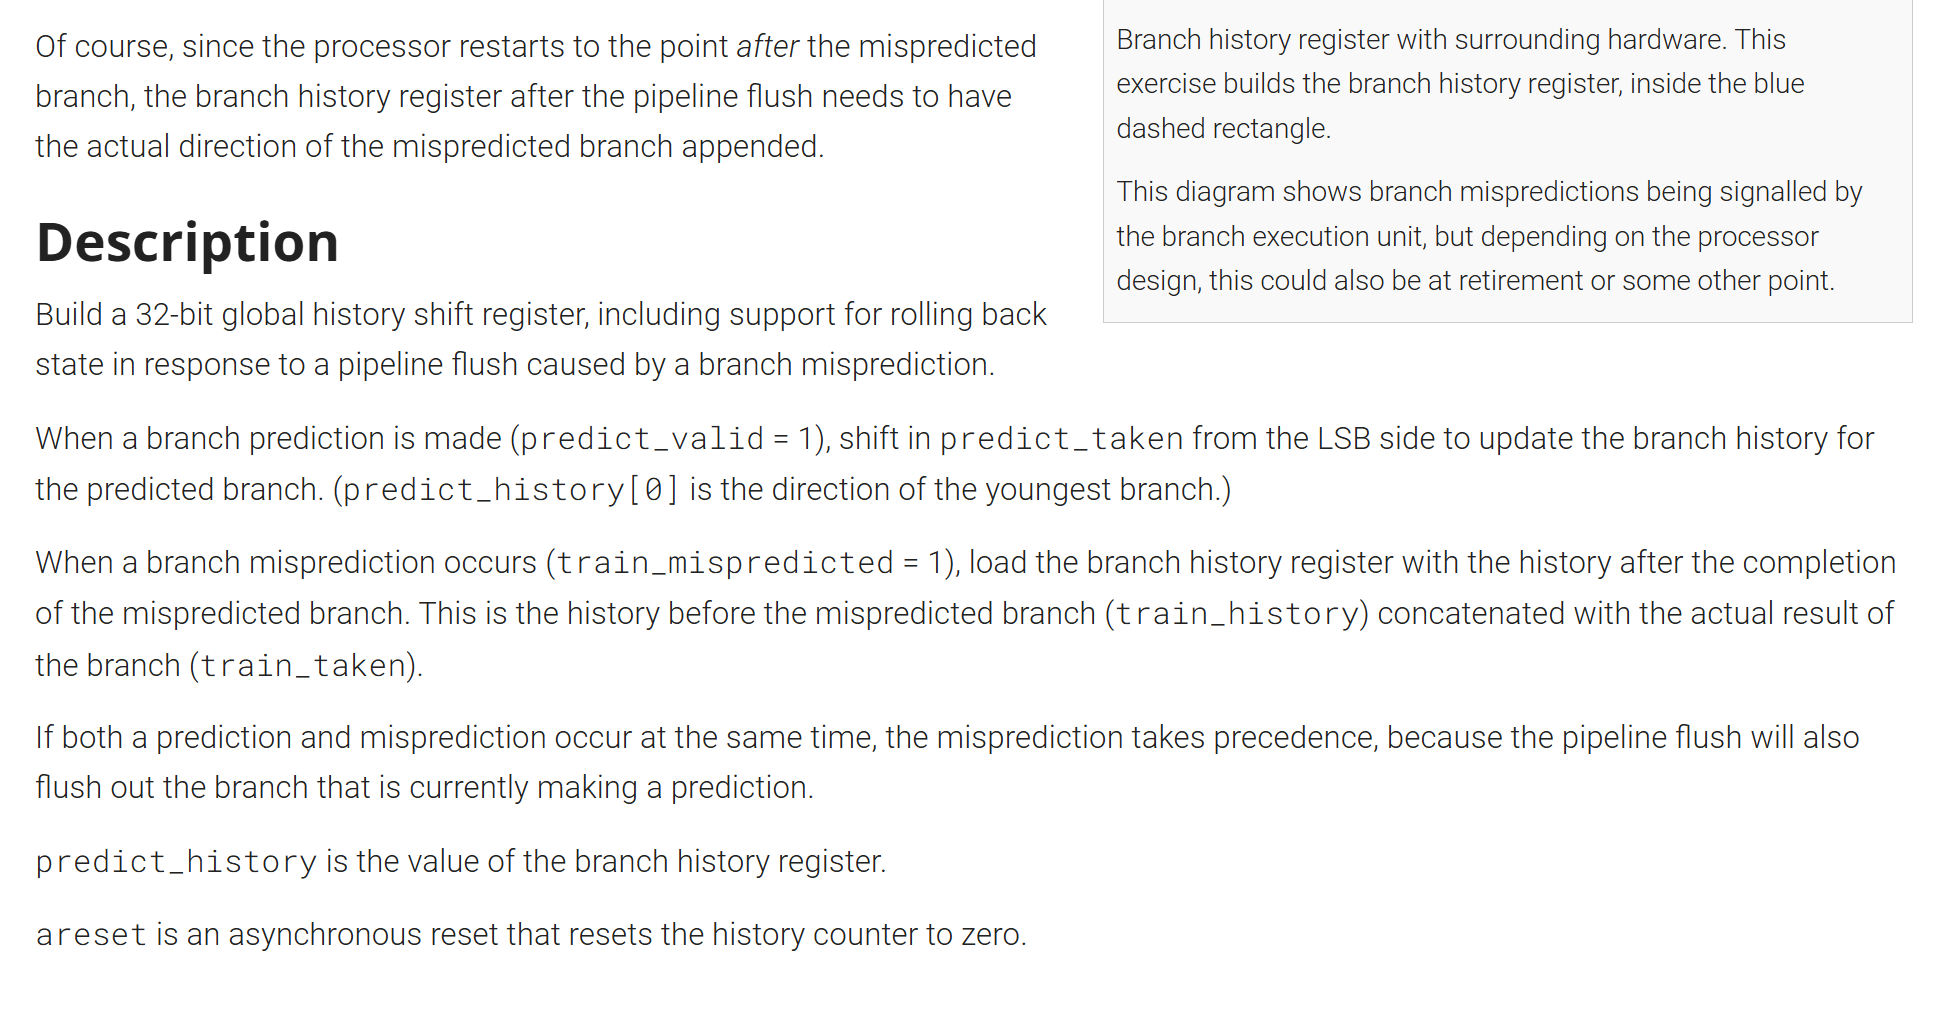 Of course, since the processor restarts to the point after the mispredicted
branch, the branch history register after the pipeline flush needs to have
the actual direction of the mispredicted branch appended.
Branch history register with surrounding hardware. This
exercise builds the branch history register, inside the blue
dashed rectangle.
This diagram shows branch mispredictions being signalled by
the branch execution unit, but depending on the processor
design, this could also be at retirement or some other point.
Description
Build a 32-bit global history shift register, including support for rolling back
state in response to a pipeline flush caused by a branch misprediction.
When a branch prediction is made (predict_valid = 1), shift in predict_taken from the LSB side to update the branch history for
the predicted branch. (predict_history[0] is the direction of the youngest branch.)
When a branch misprediction occurs (train_mispredicted = 1), load the branch history register with the history after the completion
of the mispredicted branch. This is the history before the mispredicted branch (train_history) concatenated with the actual result of
the branch (train_taken).
If both a prediction and misprediction occur at the same time, the misprediction takes precedence, because the pipeline flush will also
flush out the branch that is currently making a prediction.
predict_history is the value of the branch history register.
areset is an asynchronous reset that resets the history counter to zero.